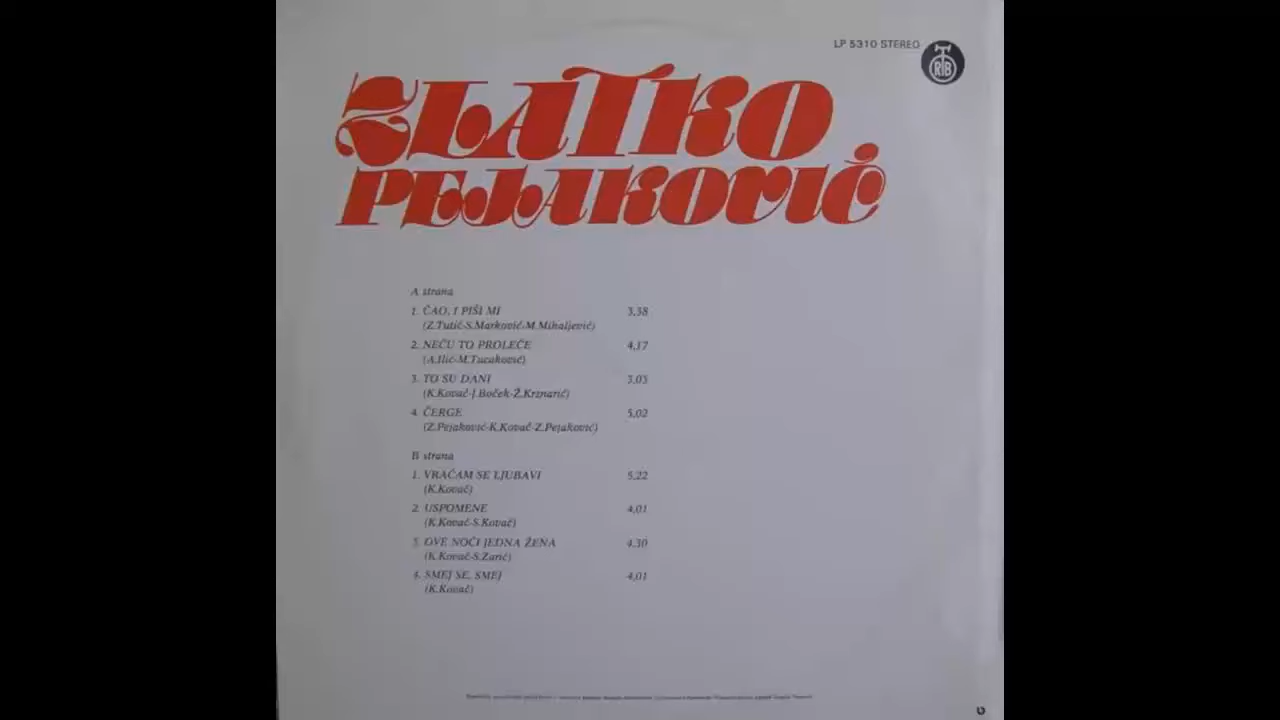 LP 5310 STEREO
RTB
ZLATKO
PEJAKOVIČ
A strana
1. ČAO, I PIŠI MI 3,38
(Z.Tutić-S.Marković-M.Mihaljević)
2. NEĆU TO PROLEĆE 4,17
(A.Ilić-M.Tucaković)
3. TO SU DANI 3,03
(K.Kovač-J.Boček-Ž.Krznarić)
4. ČERGE 5,02
(Z.Pejaković-K.Kovač-Z.Pejaković)
B strana
1. VRAĆAM SE LJUBAVI 5,22
(K.Kovač)
2. USPOMENE 4,01
(K.Kovač-S.Kovač)
3. OVE NOĆI JEDNA ŽENA 4,30
(K.Kovač-S.Zarić)
4. SMEJ SE, SMEJ 4,01
(K.Kovač)